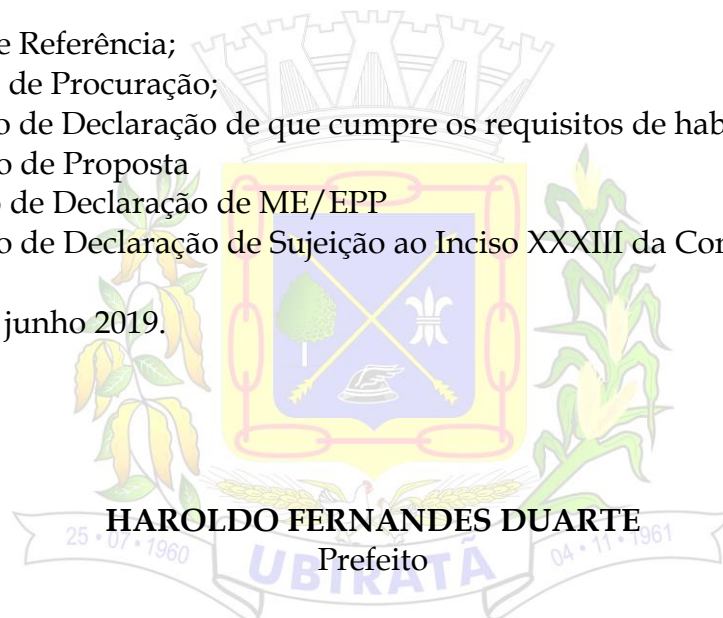 e Referência;
de Procuração;
o de Declaração de que cumpre os requisitos de hab
o de Proposta
o de Declaração de ME/EPP
o de Declaração de Sujeição ao Inciso XXXIII da Con
junho 2019.
HAROLDO FERNANDES DUARTE
Prefeito
25 • 07 • 1960
UBIRATÃ
04 • 11 • 1961